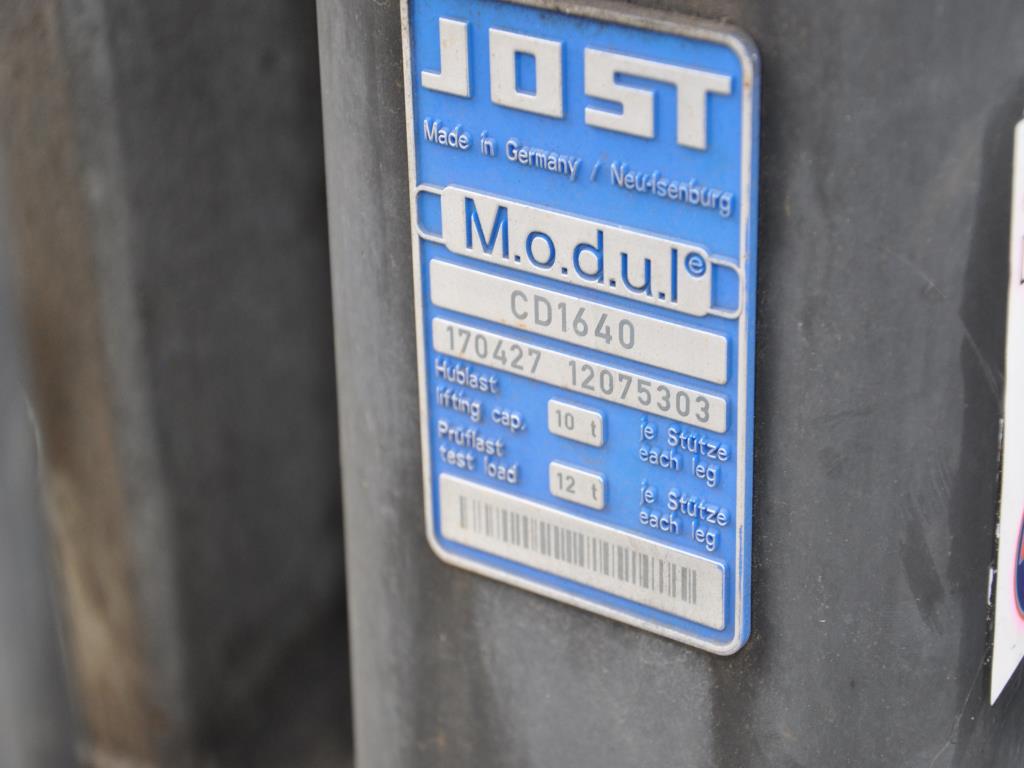 JOST
Made in Germany / Neu-Isenburg
M.o.d.u.l e
CD1640
170427 12075303
Hublast
lifting cap. 10 t je Stütze
each leg
Prüflast
test load 12 t je Stütze
each leg